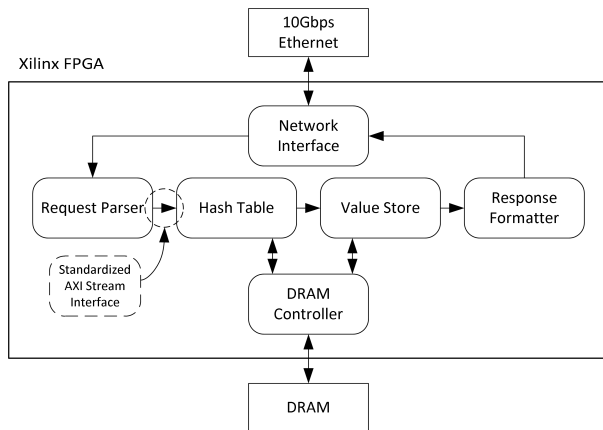 10Gbps
Ethernet
Xilinx FPGA
Network
Interface
Request Parser
Hash Table
Value Store
Response
Formatter
Standardized
AXI Stream
Interface
DRAM
Controller
DRAM